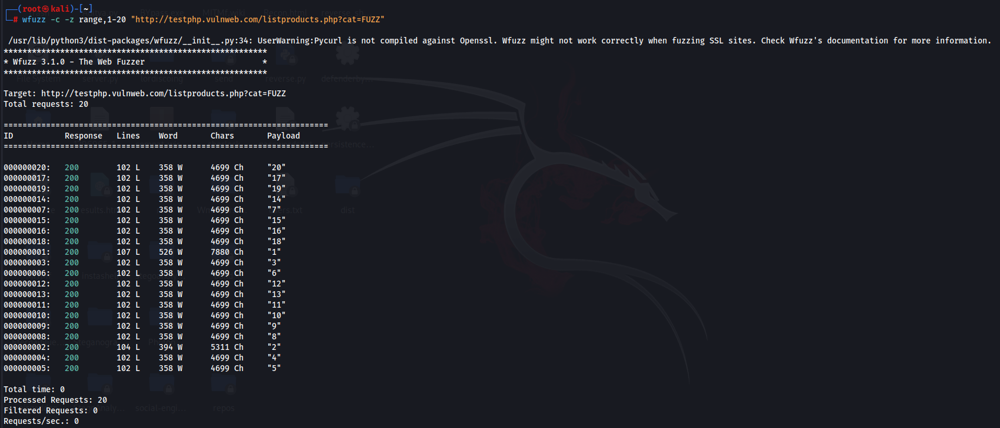 ┌──(root㉿kali)-[~]
└─# wfuzz -c -z range,1-20 "http://testphp.vulnweb.com/listproducts.php?cat=FUZZ"
/usr/lib/python3/dist-packages/wfuzz/__init__.py:34: UserWarning:Pycurl is not compiled against Openssl. Wfuzz might not work correctly when fuzzing SSL sites. Check Wfuzz's documentation for more information.
********************************************************
* Wfuzz 3.1.0 - The Web Fuzzer                         *
********************************************************
Target: http://testphp.vulnweb.com/listproducts.php?cat=FUZZ
Total requests: 20
=====================================================================
ID           Response   Lines    Word       Chars       Payload
=====================================================================
000000020:   200        102 L    358 W      4699 Ch     "20"
000000017:   200        102 L    358 W      4699 Ch     "17"
000000019:   200        102 L    358 W      4699 Ch     "19"
000000014:   200        102 L    358 W      4699 Ch     "14"
000000007:   200        102 L    358 W      4699 Ch     "7"
000000015:   200        102 L    358 W      4699 Ch     "15"
000000016:   200        102 L    358 W      4699 Ch     "16"
000000018:   200        102 L    358 W      4699 Ch     "18"
000000001:   200        107 L    526 W      7880 Ch     "1"
000000003:   200        102 L    358 W      4699 Ch     "3"
000000006:   200        102 L    358 W      4699 Ch     "6"
000000012:   200        102 L    358 W      4699 Ch     "12"
000000013:   200        102 L    358 W      4699 Ch     "13"
000000011:   200        102 L    358 W      4699 Ch     "11"
000000010:   200        102 L    358 W      4699 Ch     "10"
000000009:   200        102 L    358 W      4699 Ch     "9"
000000008:   200        102 L    358 W      4699 Ch     "8"
000000002:   200        104 L    394 W      5311 Ch     "2"
000000004:   200        102 L    358 W      4699 Ch     "4"
000000005:   200        102 L    358 W      4699 Ch     "5"
Total time: 0
Processed Requests: 20
Filtered Requests: 0
Requests/sec.: 0